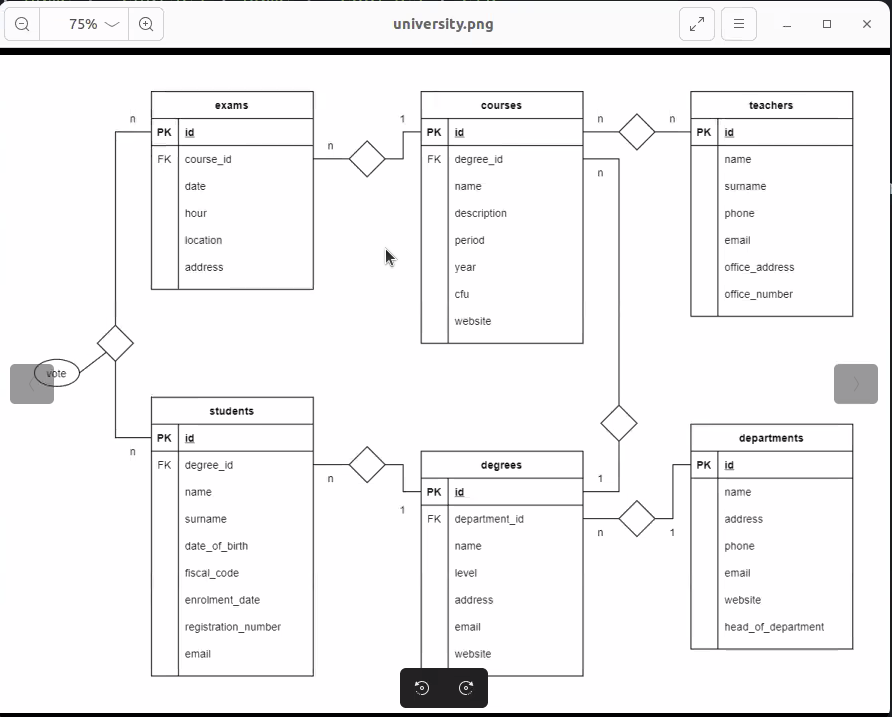 75%
university.png
exams
n
PK id
FK course_id
date
hour
location
address
n
1
courses
PK id
FK degree_id
name
description
period
year
cfu
website
n
n
n
teachers
PK id
name
surname
phone
email
office_address
office_number
vote
n
students
PK id
FK degree_id
name
surname
date_of_birth
fiscal_code
enrolment_date
registration_number
email
n
1
degrees
PK id
FK department_id
name
level
address
email
website
1
n
1
departments
PK id
name
address
phone
email
website
head_of_department